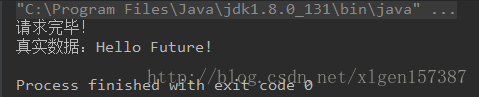 "C:\Program Files\Java\jdk1.8.0_131\bin\java" ...
请求完毕!
真实数据：Hello Future!
Process finished with exit code 0
http://blog.csdn.net/xlgen157387